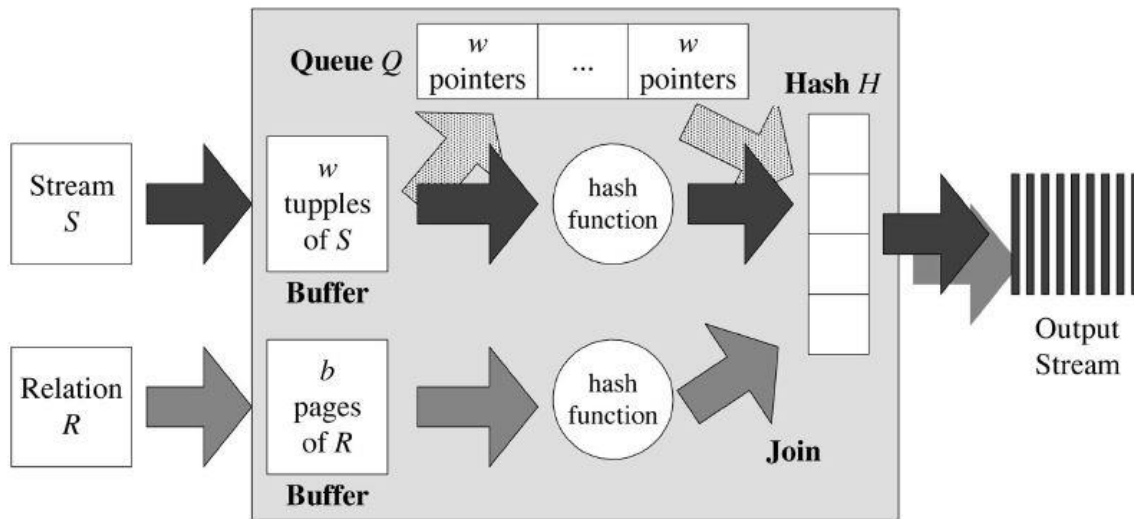 Queue Q
w
pointers
...
w
pointers
Hash H
Stream
S
w
tupples
of S
Buffer
hash
function
Relation
R
b
pages
of R
Buffer
hash
function
Join
Output
Stream